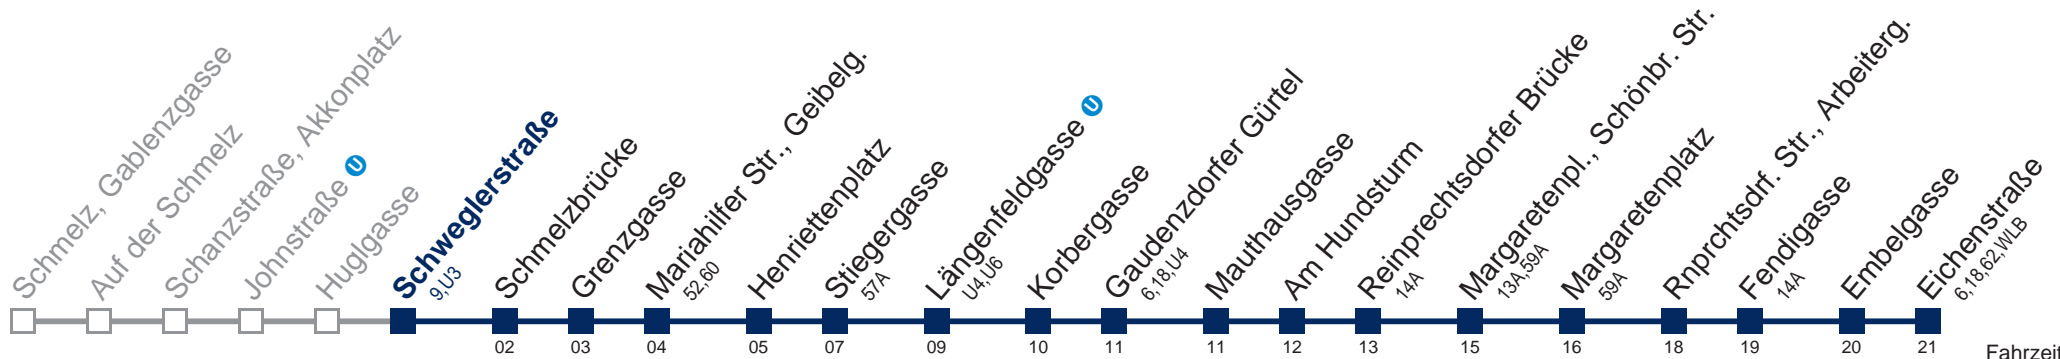 Schmelz, Gablenzgasse
Auf der Schmelz
Schanzstraße, Akkonplatz
Johnstraße U
Huglgasse
Schweglerstraße
9,U3
Schmelzbrücke
02
Grenzgasse
03
Mariahilfer Str., Geibelg.
52,60
04
Henriettenplatz
05
Stiegergasse
57A
07
Längenfeldgasse U
U4,U6
09
Korbergasse
10
Gaudenzdorfer Gürtel
6,18,U4
11
Mauthausgasse
11
Am Hundsturm
12
Reinprechtsdorfer Brücke
14A
13
Margaretenpl., Schönbr. Str.
13A,59A
15
Margaretenplatz
59A
16
Rnprchtsdrf. Str., Arbeiterg.
18
Fendigasse
14A
19
Embelgasse
20
Eichenstraße
6,18,62,WLB
21
Fahrzeit